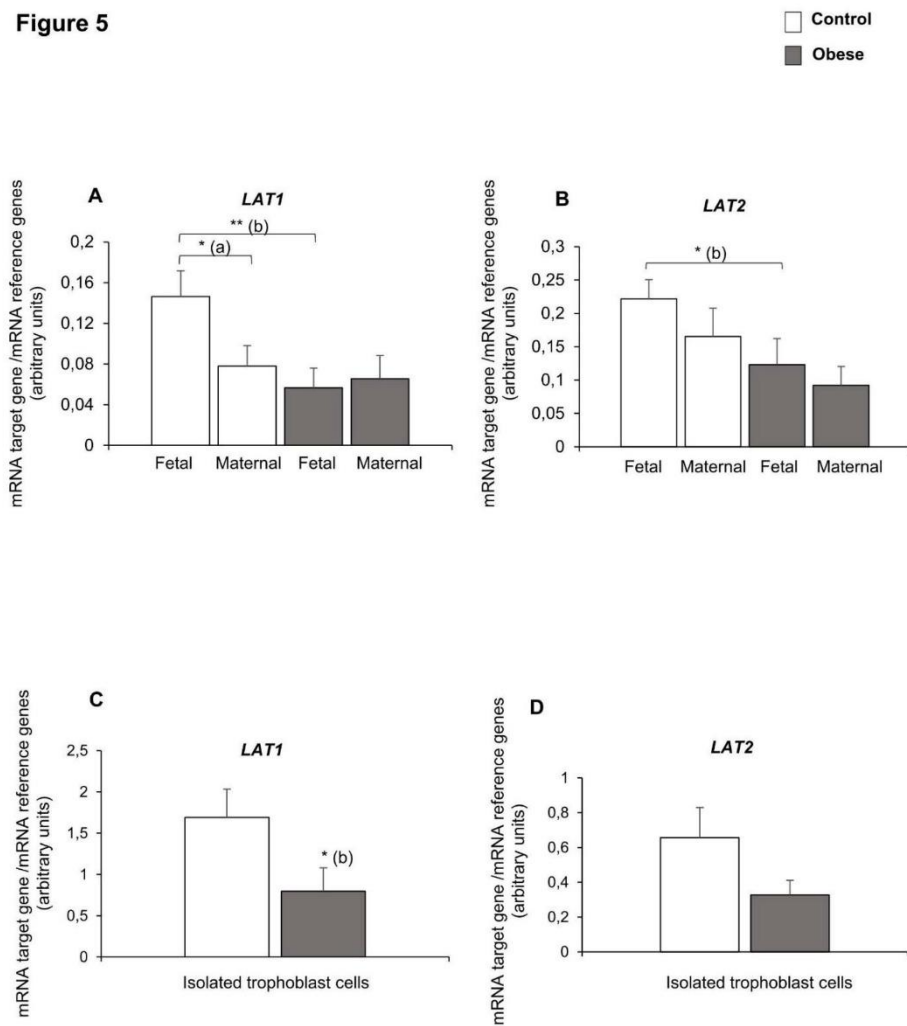 Figure 5
Control
Obese
A
LAT1
mRNA target gene /mRNA reference genes
(arbitrary units)
** (b)
* (a)
0,2
0,16
0,12
0,08
0,04
0
Fetal Maternal Fetal Maternal
B
LAT2
mRNA target gene /mRNA reference genes
(arbitrary units)
* (b)
0,3
0,25
0,2
0,15
0,1
0,05
0
Fetal Maternal Fetal Maternal
C
LAT1
mRNA target gene /mRNA reference genes
(arbitrary units)
2,5
2
1,5
1
0,5
0
* (b)
Isolated trophoblast cells
D
LAT2
mRNA target gene /mRNA reference genes
(arbitrary units)
1
0,8
0,6
0,4
0,2
0
Isolated trophoblast cells